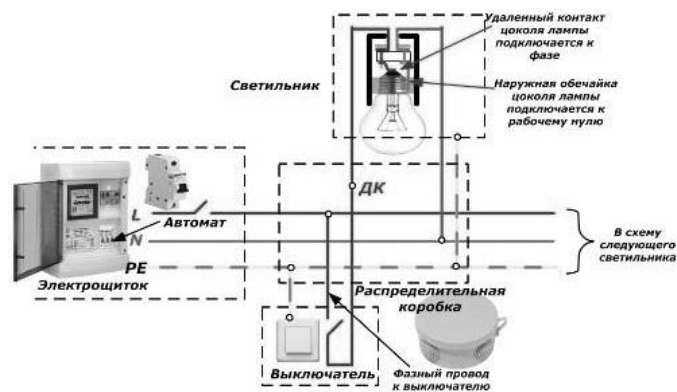 Удаленный контакт
цоколя лампы
подключается к
фазе
Светильник
Наружная обечайка
цоколя лампы
подключается к
рабочему нулю
ДК
L
Автомат
N
PE
Электрощиток
В схему
следующего
светильника
Распределительная
коробка
Выключатель
Фазный провод
к выключателю